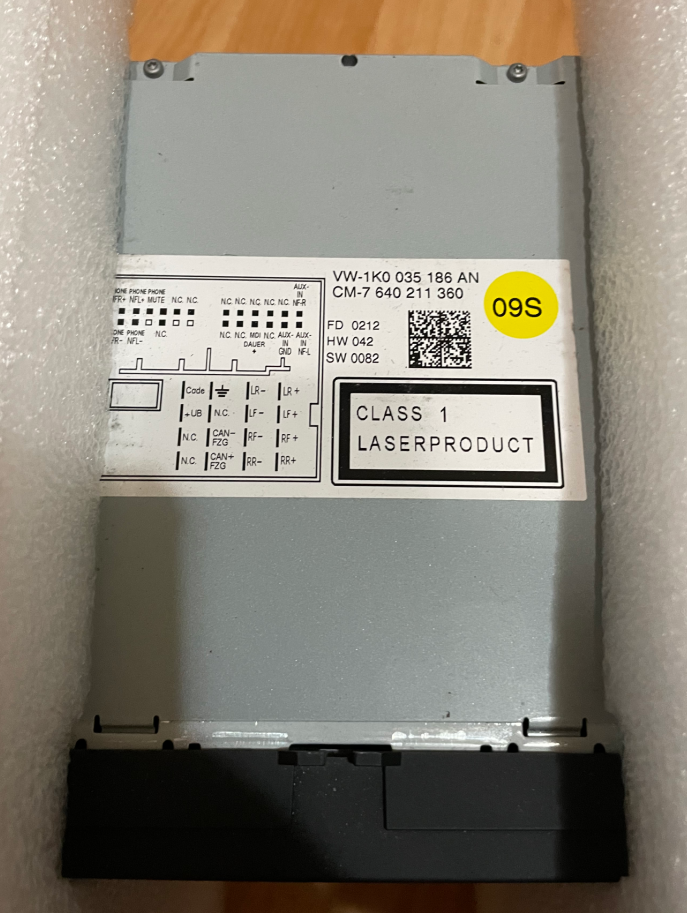 VW-1K0 035 186 AN
CM-7 640 211 360
09S
FD 0212
HW 042
SW 0082
CLASS 1
LASERPRODUCT
PHONE PHONE
NFL+ MUTE N.C. N.C.
PHONE N.C.
NFL-
AUX-
IN
N.C. N.C. N.C. N.C. N.C. NF-R
N.C. N.C. MDI N.C. AUX- AUX-
DAUER IN IN
+ GND NF-L
Code LR- LR+
+UB N.C. LF- LF+
N.C. CAN- FZG RF- RF+
N.C. CAN+ FZG RR- RR+